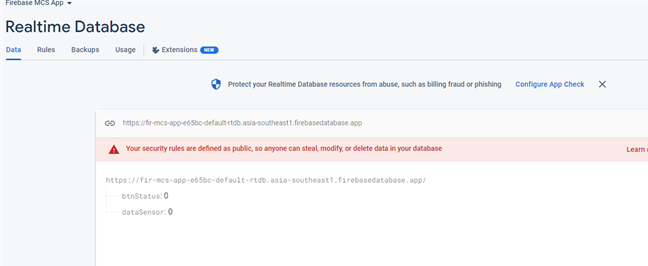 Firebase MCS App
Realtime Database
Data Rules Backups Usage Extensions NEW
Protect your Realtime Database resources from abuse, such as billing fraud or phishing Configure App Check
https://fir-mcs-app-e65bc-default-rtdb.asia-southeast1.firebasedatabase.app
Your security rules are defined as public, so anyone can steal, modify, or delete data in your database Learn
https://fir-mcs-app-e65bc-default-rtdb.asia-southeast1.firebasedatabase.app/
btnStatus: 0
dataSensor: 0